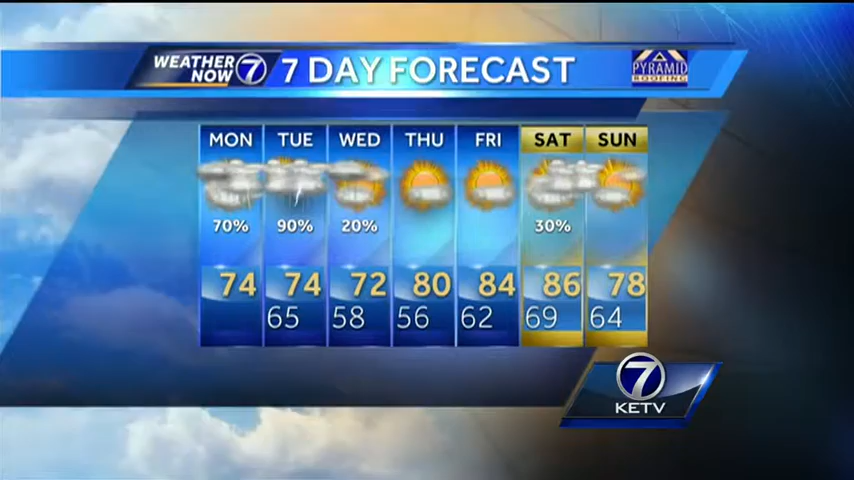 WEATHER NOW 7
7 DAY FORECAST
PYRAMID
ROOFING
MON TUE WED THU FRI SAT SUN
70% 90% 20% 30%
74 74 72 80 84 86 78
65 58 56 62 69 64
7
KETV